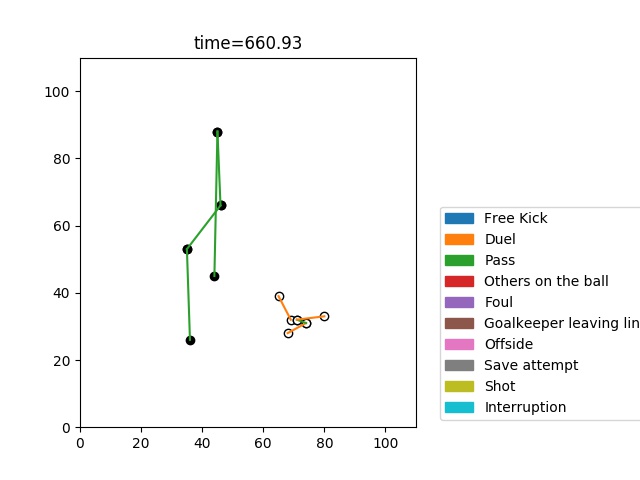 time=660.93
100
80
60
40
20
0
0 20 40 60 80 100
Free Kick
Duel
Pass
Others on the ball
Foul
Goalkeeper leaving lin
Offside
Save attempt
Shot
Interruption